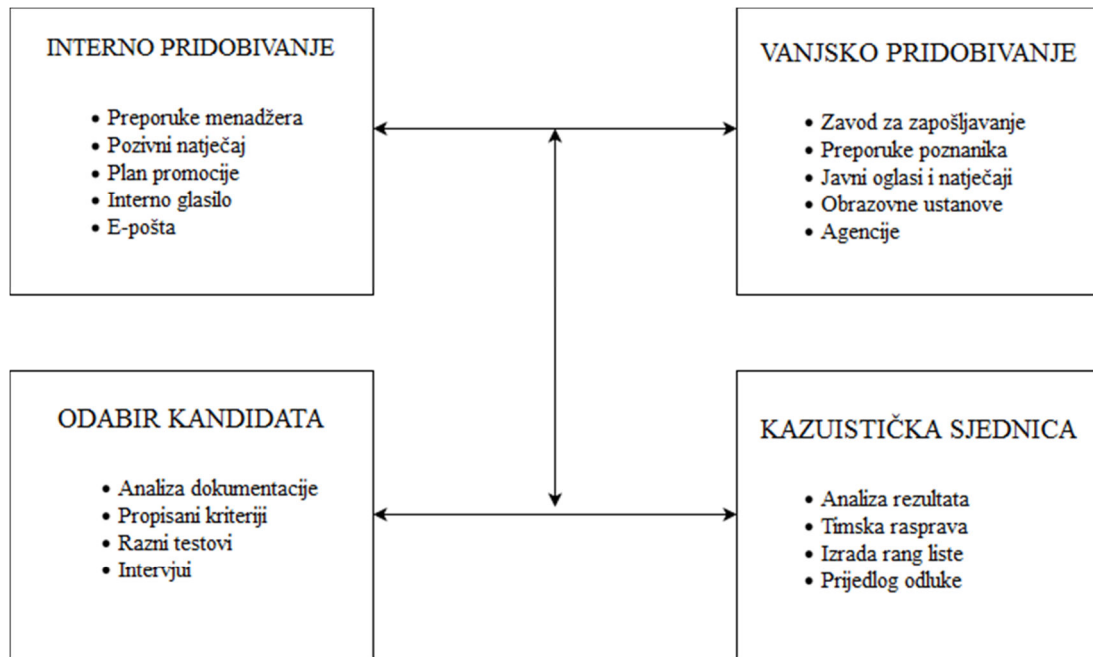 INTERNO PRIDOBIVANJE
• Preporuke menadžera
• Pozivni natječaj
• Plan promocije
• Interno glasilo
• E-pošta
VANJSKO PRIDOBIVANJE
• Zavod za zapošljavanje
• Preporuke poznanika
• Javni oglasi i natječaji
• Obrazovne ustanove
• Agencije
ODABIR KANDIDATA
• Analiza dokumentacije
• Propisani kriteriji
• Razni testovi
• Intervjui
KAZUISTIČKA SJEDNICA
• Analiza rezultata
• Timska rasprava
• Izrada rang liste
• Prijedlog odluke